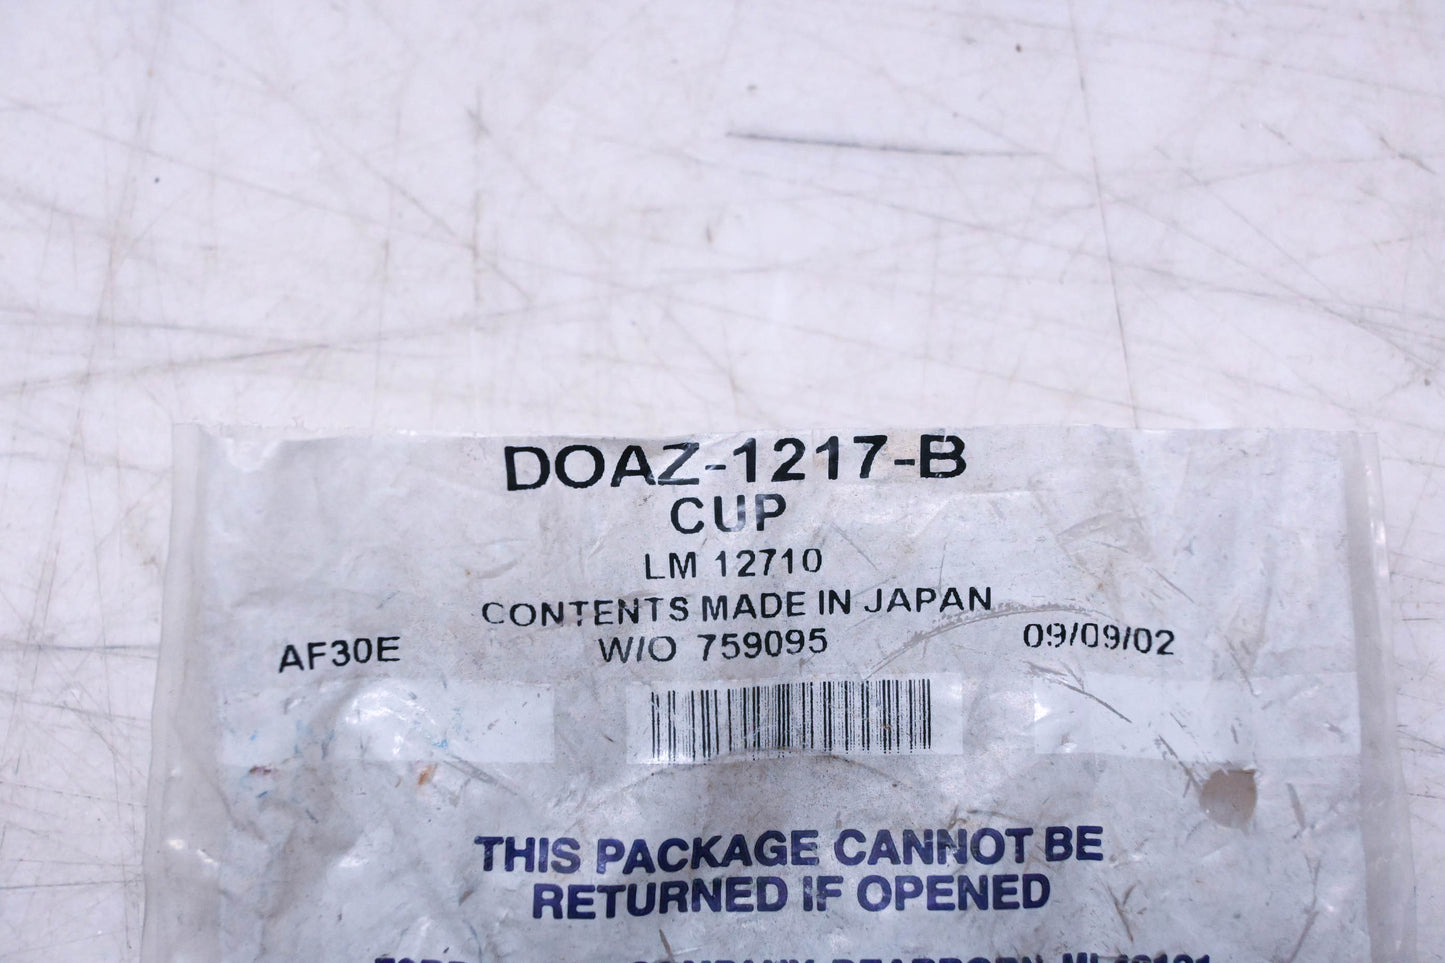 DOAZ-1217-B
CUP
LM 12710
CONTENTS MADE IN JAPAN
AF30E W/O 759095 09/09/02
THIS PACKAGE CANNOT BE
RETURNED IF OPENED